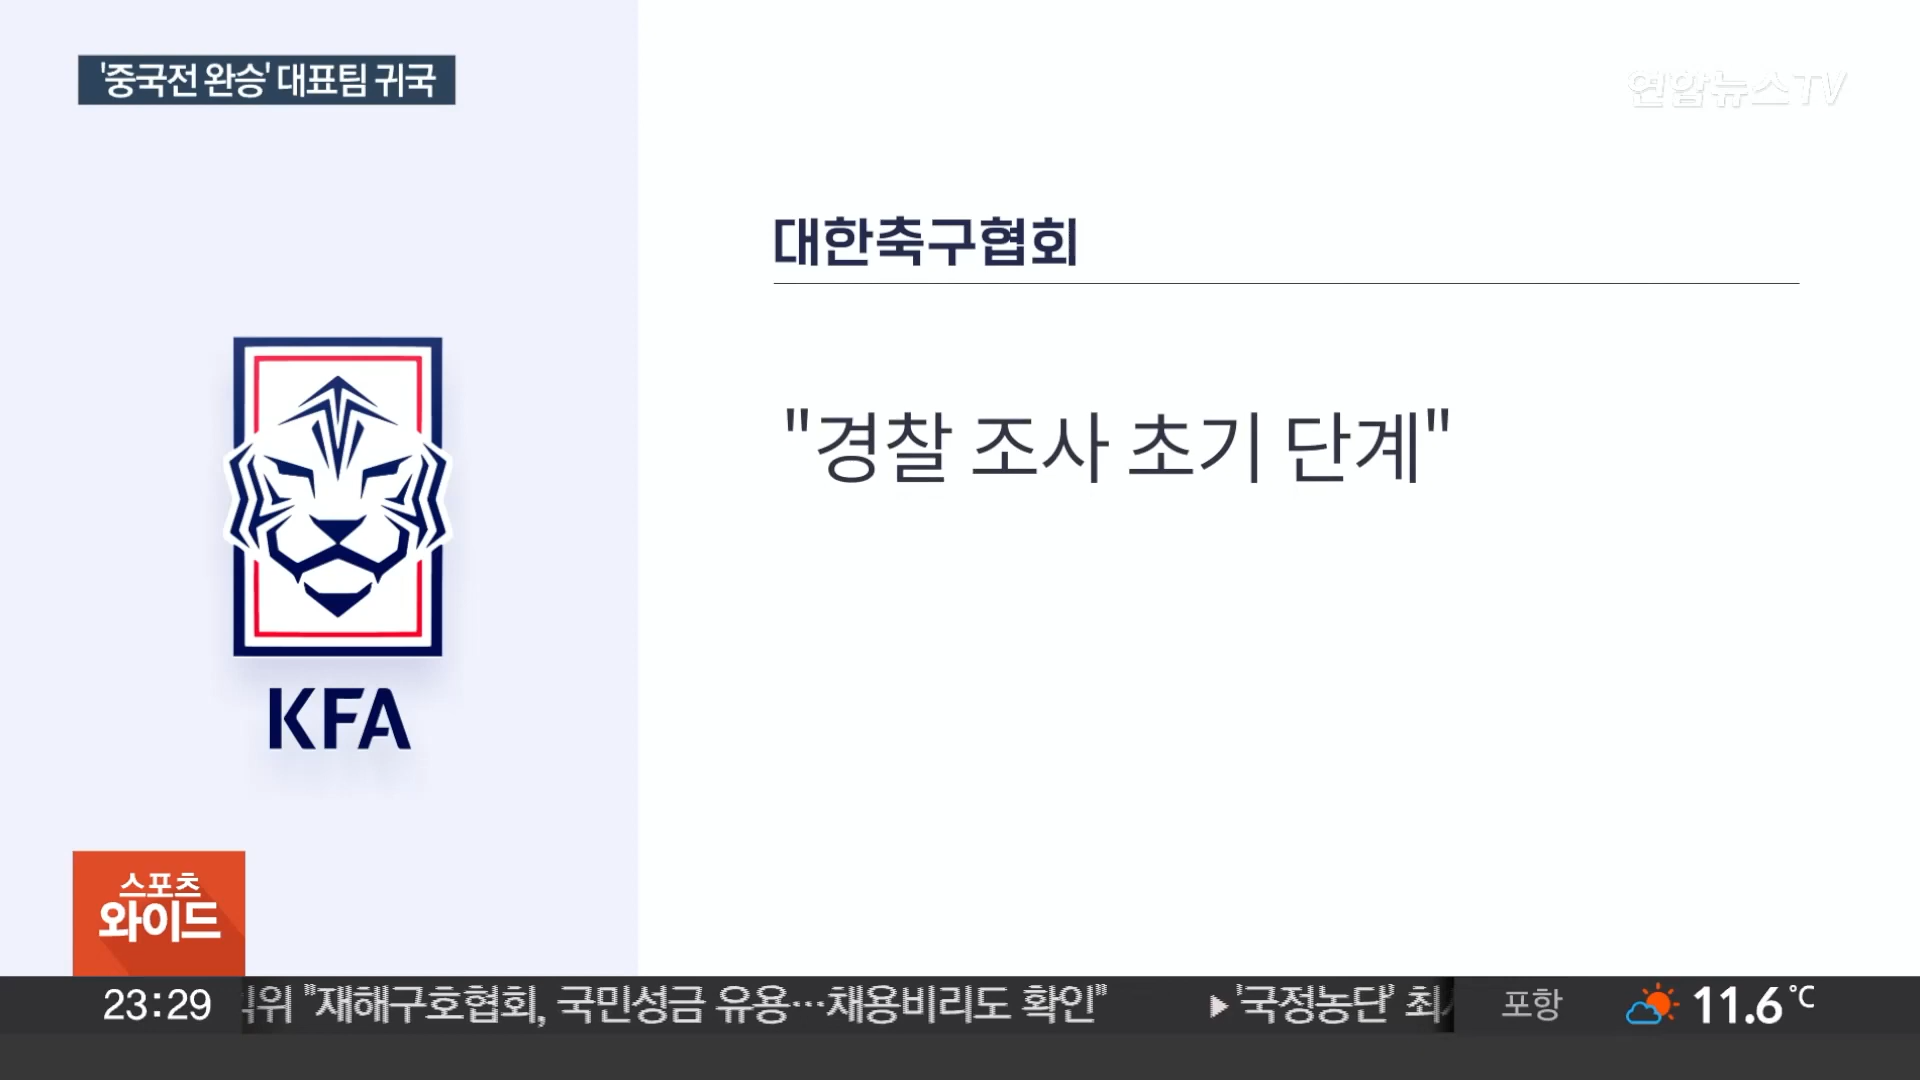 '중국전 완승' 대표팀 귀국
연합뉴스TV
대한축구협회
"경찰 조사 초기 단계"
KFA
스포츠
와이드
23:29 "재해구호협회, 국민성금 유용…채용비리도 확인" ▶'국정농단' 포항 11.6℃